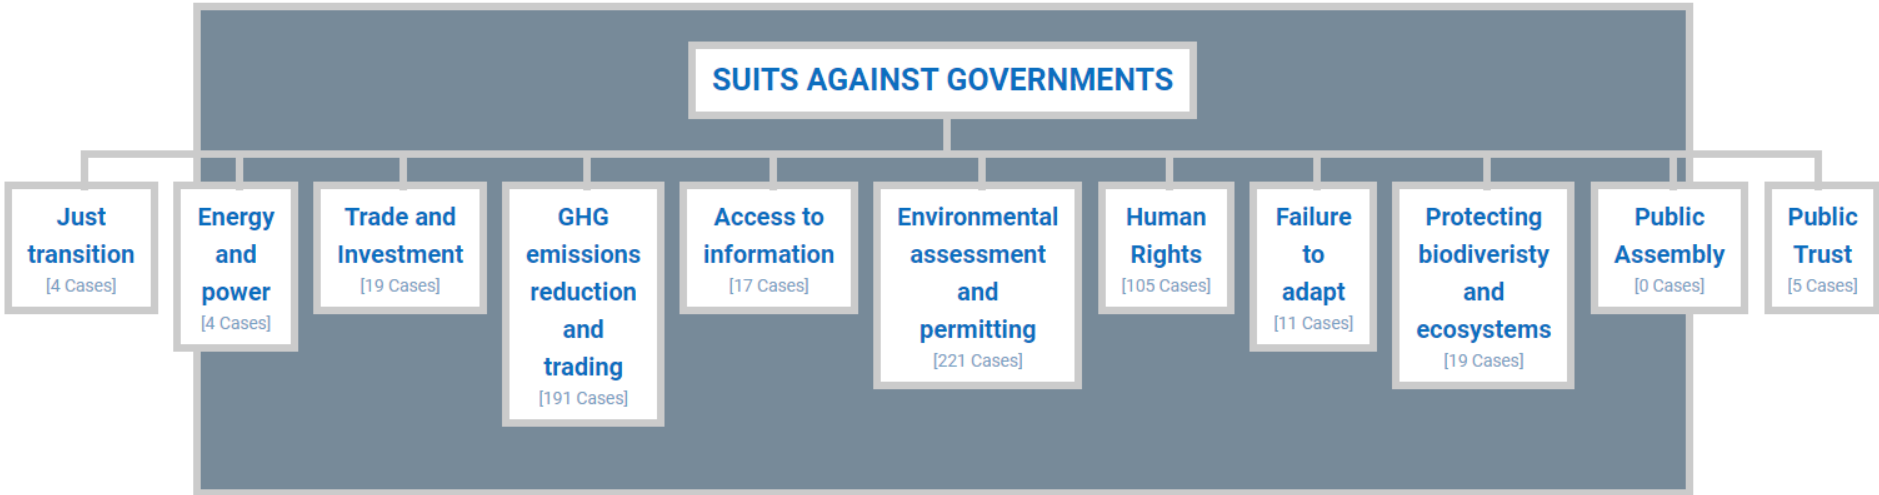 SUITS AGAINST GOVERNMENTS
Just
transition
[4 Cases]
Energy
and
power
[4 Cases]
Trade and
Investment
[19 Cases]
GHG
emissions
reduction
and
trading
[191 Cases]
Access to
information
[17 Cases]
Environmental
assessment
and
permitting
[221 Cases]
Human
Rights
[105 Cases]
Failure
to
adapt
[11 Cases]
Protecting
biodiveristy
and
ecosystems
[19 Cases]
Public
Assembly
[0 Cases]
Public
Trust
[5 Cases]